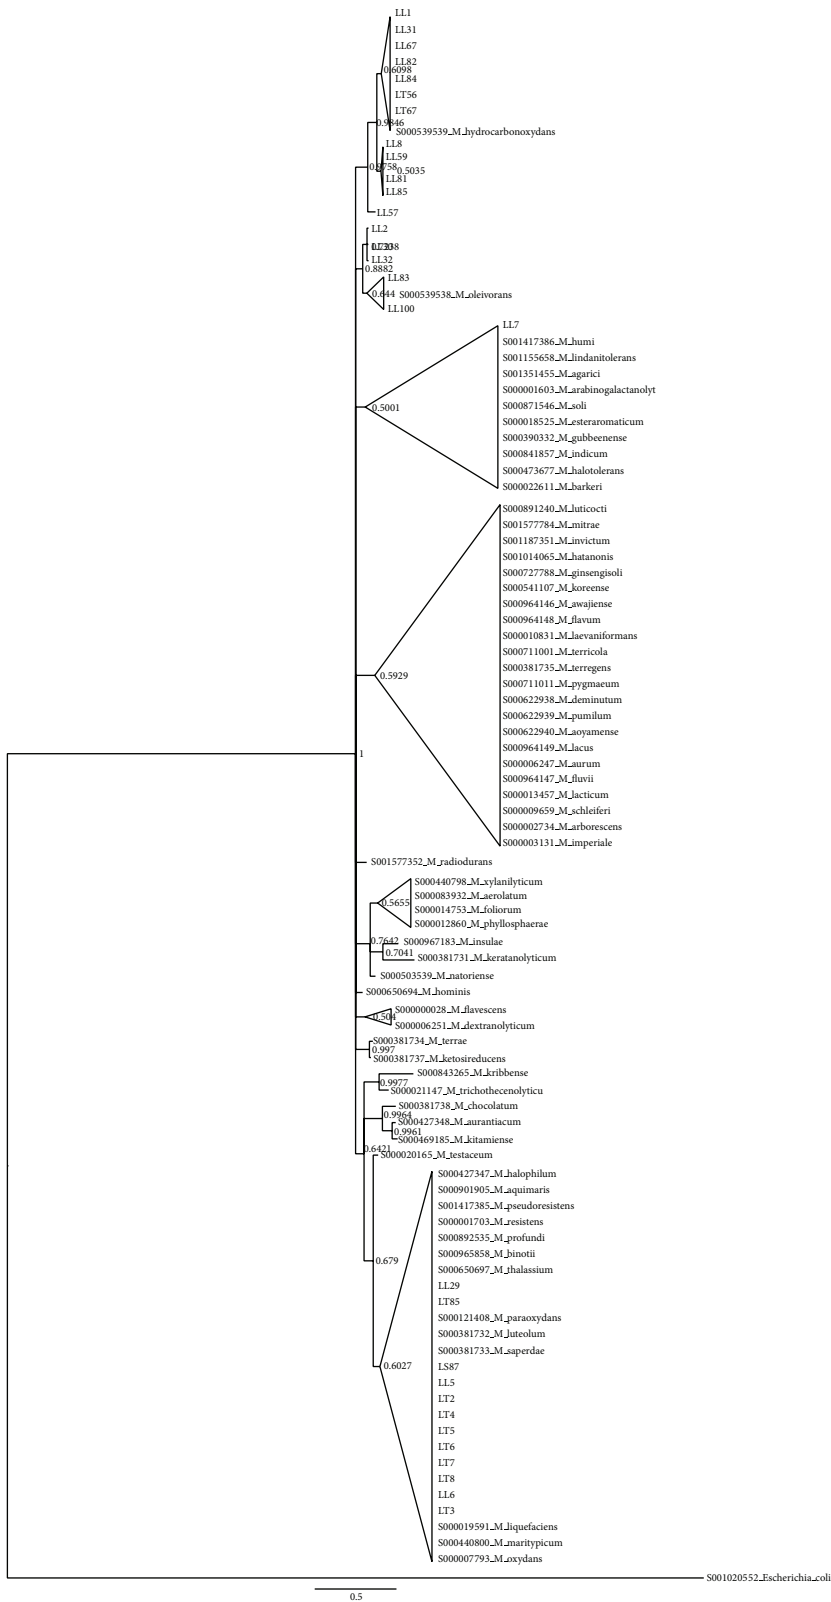 LL1
LL31
LL67
LL82
0.6098
LL84
LT56
LT67
0.9846
S000539539_M_hydrocarbonoxydans
LL8
LL59
0.9758
0.5035
LL81
LL85
LL57
LL2
LL32
0.8882
LL83
0.644
S000539538_M_oleivorans
LL100
LL7
S001417386_M_humi
S001155658_M_lindanitolerans
S001351455_M_agarici
S000001603_M_arabinogalactanolyt
0.5001
S000871546_M_soli
S000018525_M_esteraromaticum
S000390332_M_gubbeenense
S000841857_M_indicum
S000473677_M_halotolerans
S000022611_M_barkeri
S000891240_M_luticocti
S001577784_M_mitrae
S001187351_M_invictum
S001014065_M_hatanonis
S000727788_M_ginsengisoli
S000541107_M_koreense
S000964146_M_awajiense
S000964148_M_flavum
S000010831_M_laevaniformans
S000711001_M_terricola
S000381735_M_terregens
0.5929
S000711011_M_pygmaeum
S000622938_M_deminutum
S000622939_M_pumilum
S000622940_M_aoyamense
S000964149_M_lacus
1
S000006247_M_aurum
S000964147_M_fluvii
S000013457_M_lacticum
S000009659_M_schleiferi
S000002734_M_arborescens
S000003131_M_imperiale
S001577352_M_radiodurans
S000440798_M_xylanilyticum
S000083932_M_aerolatum
0.5655
S000014753_M_foliorum
S000012860_M_phyllosphaerae
0.7642
S000967183_M_insulae
0.7041
S000381731_M_keratanolyticum
S000503539_M_natoriense
S000650694_M_hominis
S000000028_M_flavescens
0.504
S000006251_M_dextranolyticum
S000381734_M_terrae
0.997
S000381737_M_ketosireducens
S000843265_M_kribbense
0.9977
S000021147_M_trichothecenolyticu
S000381738_M_chocolatum
0.9964
S000427348_M_aurantiacum
0.9961
S000469185_M_kitamiense
0.6421
S000020165_M_testaceum
S000427347_M_halophilum
S000901905_M_aquimaris
S001417385_M_pseudoresistens
S000001703_M_resistens
S000892535_M_profundi
S000965858_M_binotii
0.679
S000650697_M_thalassium
LL29
LT85
S000121408_M_paraoxydans
S000381732_M_luteolum
S000381733_M_saperdae
0.6027
LS87
LL5
LT2
LT4
LT5
LT6
LT7
LT8
LL6
LT3
S000019591_M_liquefaciens
S000440800_M_maritypicum
S000007793_M_oxydans
S001020552_Escherichia_coli
0.5